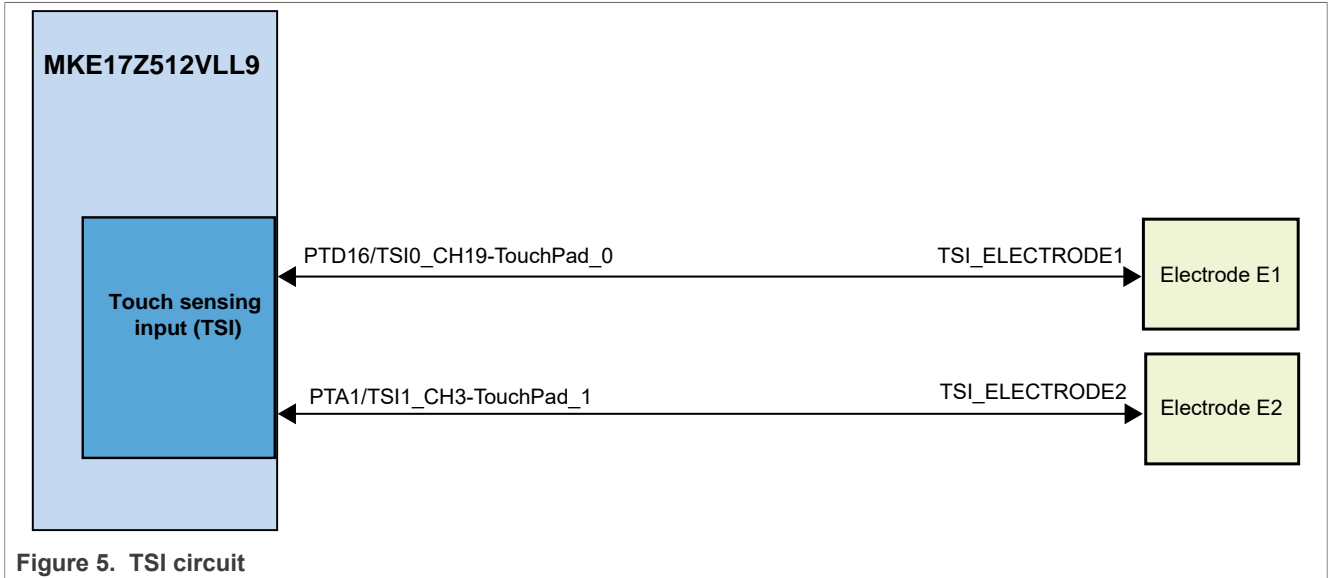 MKE17Z512VLL9
PTD16/TSI0_CH19-TouchPad_0
TSI_ELECTRODE1
Electrode E1
Touch sensing
input (TSI)
PTA1/TSI1_CH3-TouchPad_1
TSI_ELECTRODE2
Electrode E2
Figure 5. TSI circuit